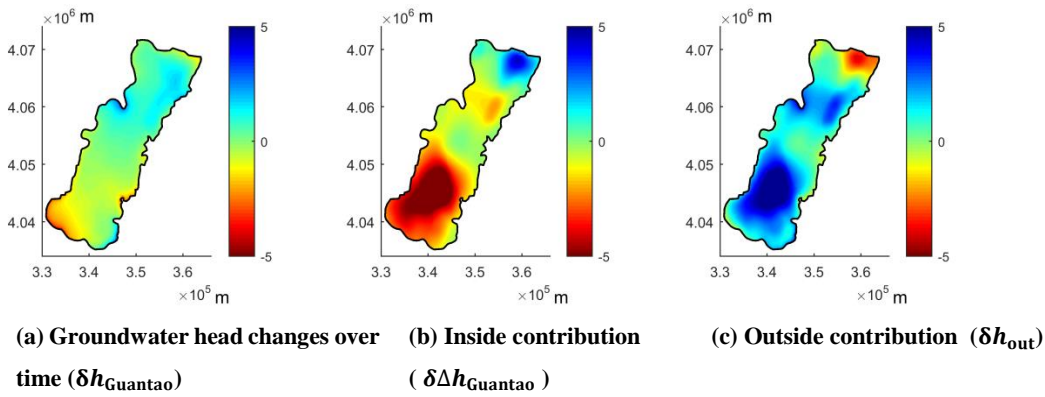 ×10⁶ m
4.07
4.06
4.05
4.04
3.3 3.4 3.5 3.6
×10⁵ m
5
0
-5
(a) Groundwater head changes over
time (δh_Guantao)
×10⁶ m
4.07
4.06
4.05
4.04
3.3 3.4 3.5 3.6
×10⁵ m
5
0
-5
(b) Inside contribution
( δΔh_Guantao )
×10⁶ m
4.07
4.06
4.05
4.04
3.3 3.4 3.5 3.6
×10⁵ m
5
0
-5
(c) Outside contribution (δh_out)